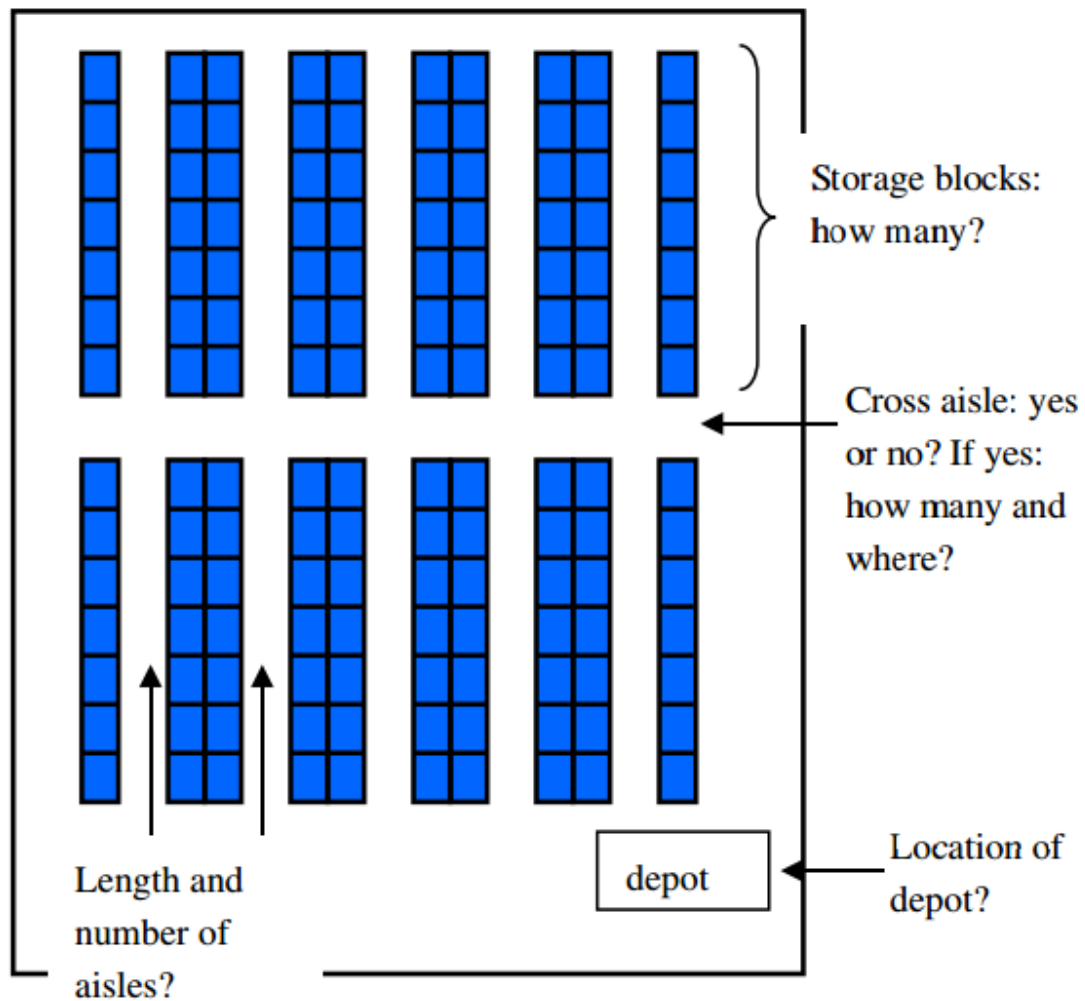 Storage blocks:
how many?
Cross aisle: yes
or no? If yes:
how many and
where?
Length and
number of
aisles?
depot
Location of
depot?